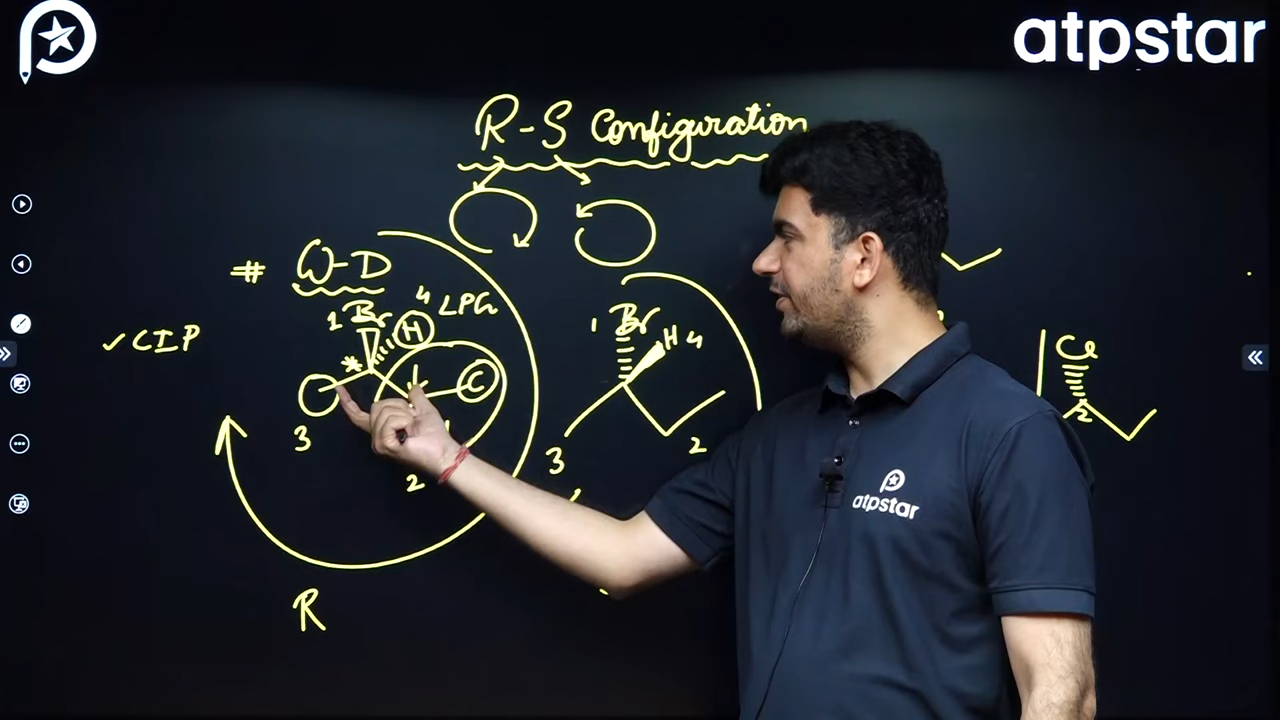 atpstar
R-S Configuration
# W-D
✓ CIP
1 Br
4 LPG
H
*
C
3
2
R
1 Br
H 4
3
2
Cl
2
atpstar